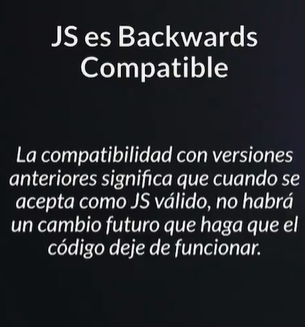 JS es Backwards
Compatible
La compatibilidad con versiones
anteriores significa que cuando se
acepta como JS válido, no habrá
un cambio futuro que haga que el
código deje de funcionar.